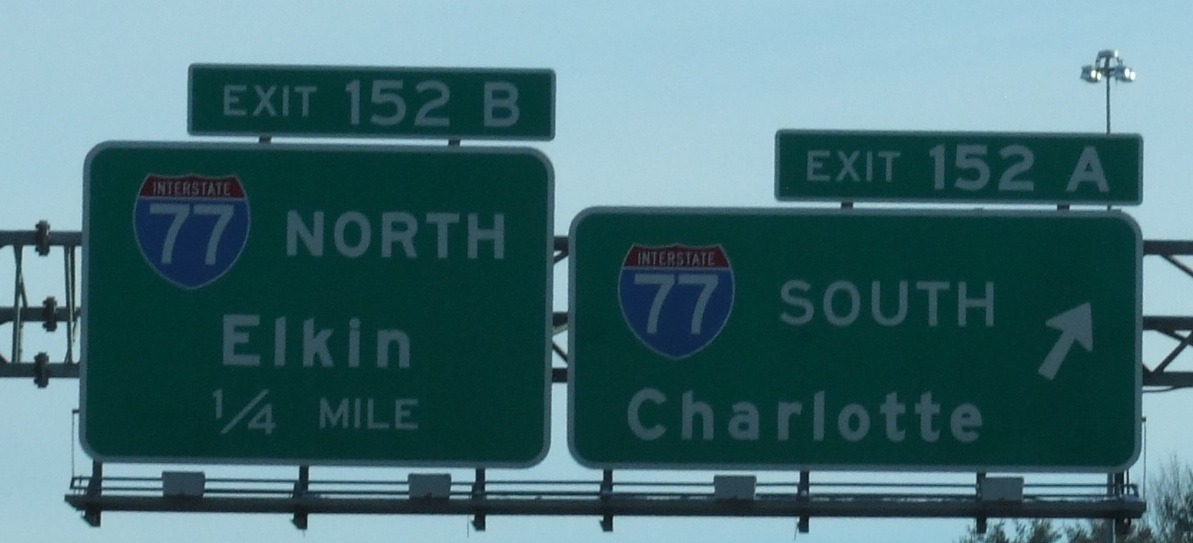 EXIT 152 B
INTERSTATE
77 NORTH
Elkin
1/4 MILE
EXIT 152 A
INTERSTATE
77 SOUTH
Charlotte